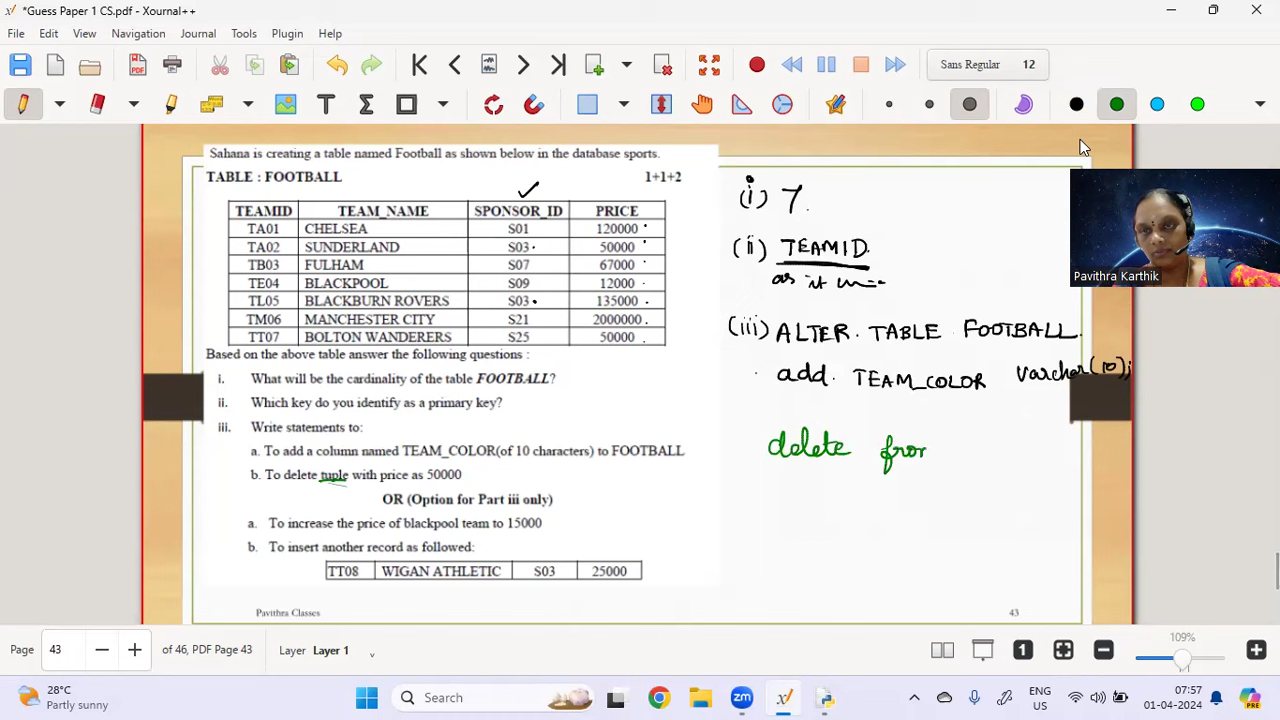 *Guess Paper 1 CS.pdf - Xournal++
File Edit View Navigation Journal Tools Plugin Help
Sans Regular 12
Sahana is creating a table named Football as shown below in the database sports.
TABLE : FOOTBALL 1+1+2
TEAMID TEAM_NAME SPONSOR_ID PRICE
TA01 CHELSEA S01 120000
TA02 SUNDERLAND S03 50000
TB03 FULHAM S07 67000
TE04 BLACKPOOL S09 12000
TL05 BLACKBURN ROVERS S03 135000
TM06 MANCHESTER CITY S21 2000000
TT07 BOLTON WANDERERS S25 50000
Based on the above table answer the following questions :
i. What will be the cardinality of the table FOOTBALL?
ii. Which key do you identify as a primary key?
iii. Write statements to:
a. To add a column named TEAM_COLOR(of 10 characters) to FOOTBALL
b. To delete tuple with price as 50000
OR (Option for Part iii only)
a. To increase the price of blackpool team to 15000
b. To insert another record as followed:
TT08 WIGAN ATHLETIC S03 25000
Pavithra Classes 43
(i) 7
(ii) TEAMID
as it
(iii) ALTER TABLE FOOTBALL
add TEAM_COLOR varchar(10);
delete from
Pavithra Karthik
Page 43 of 46, PDF Page 43 Layer Layer 1 109%
28°C
Partly sunny
Search
ENG
US
07:57
01-04-2024
PRE